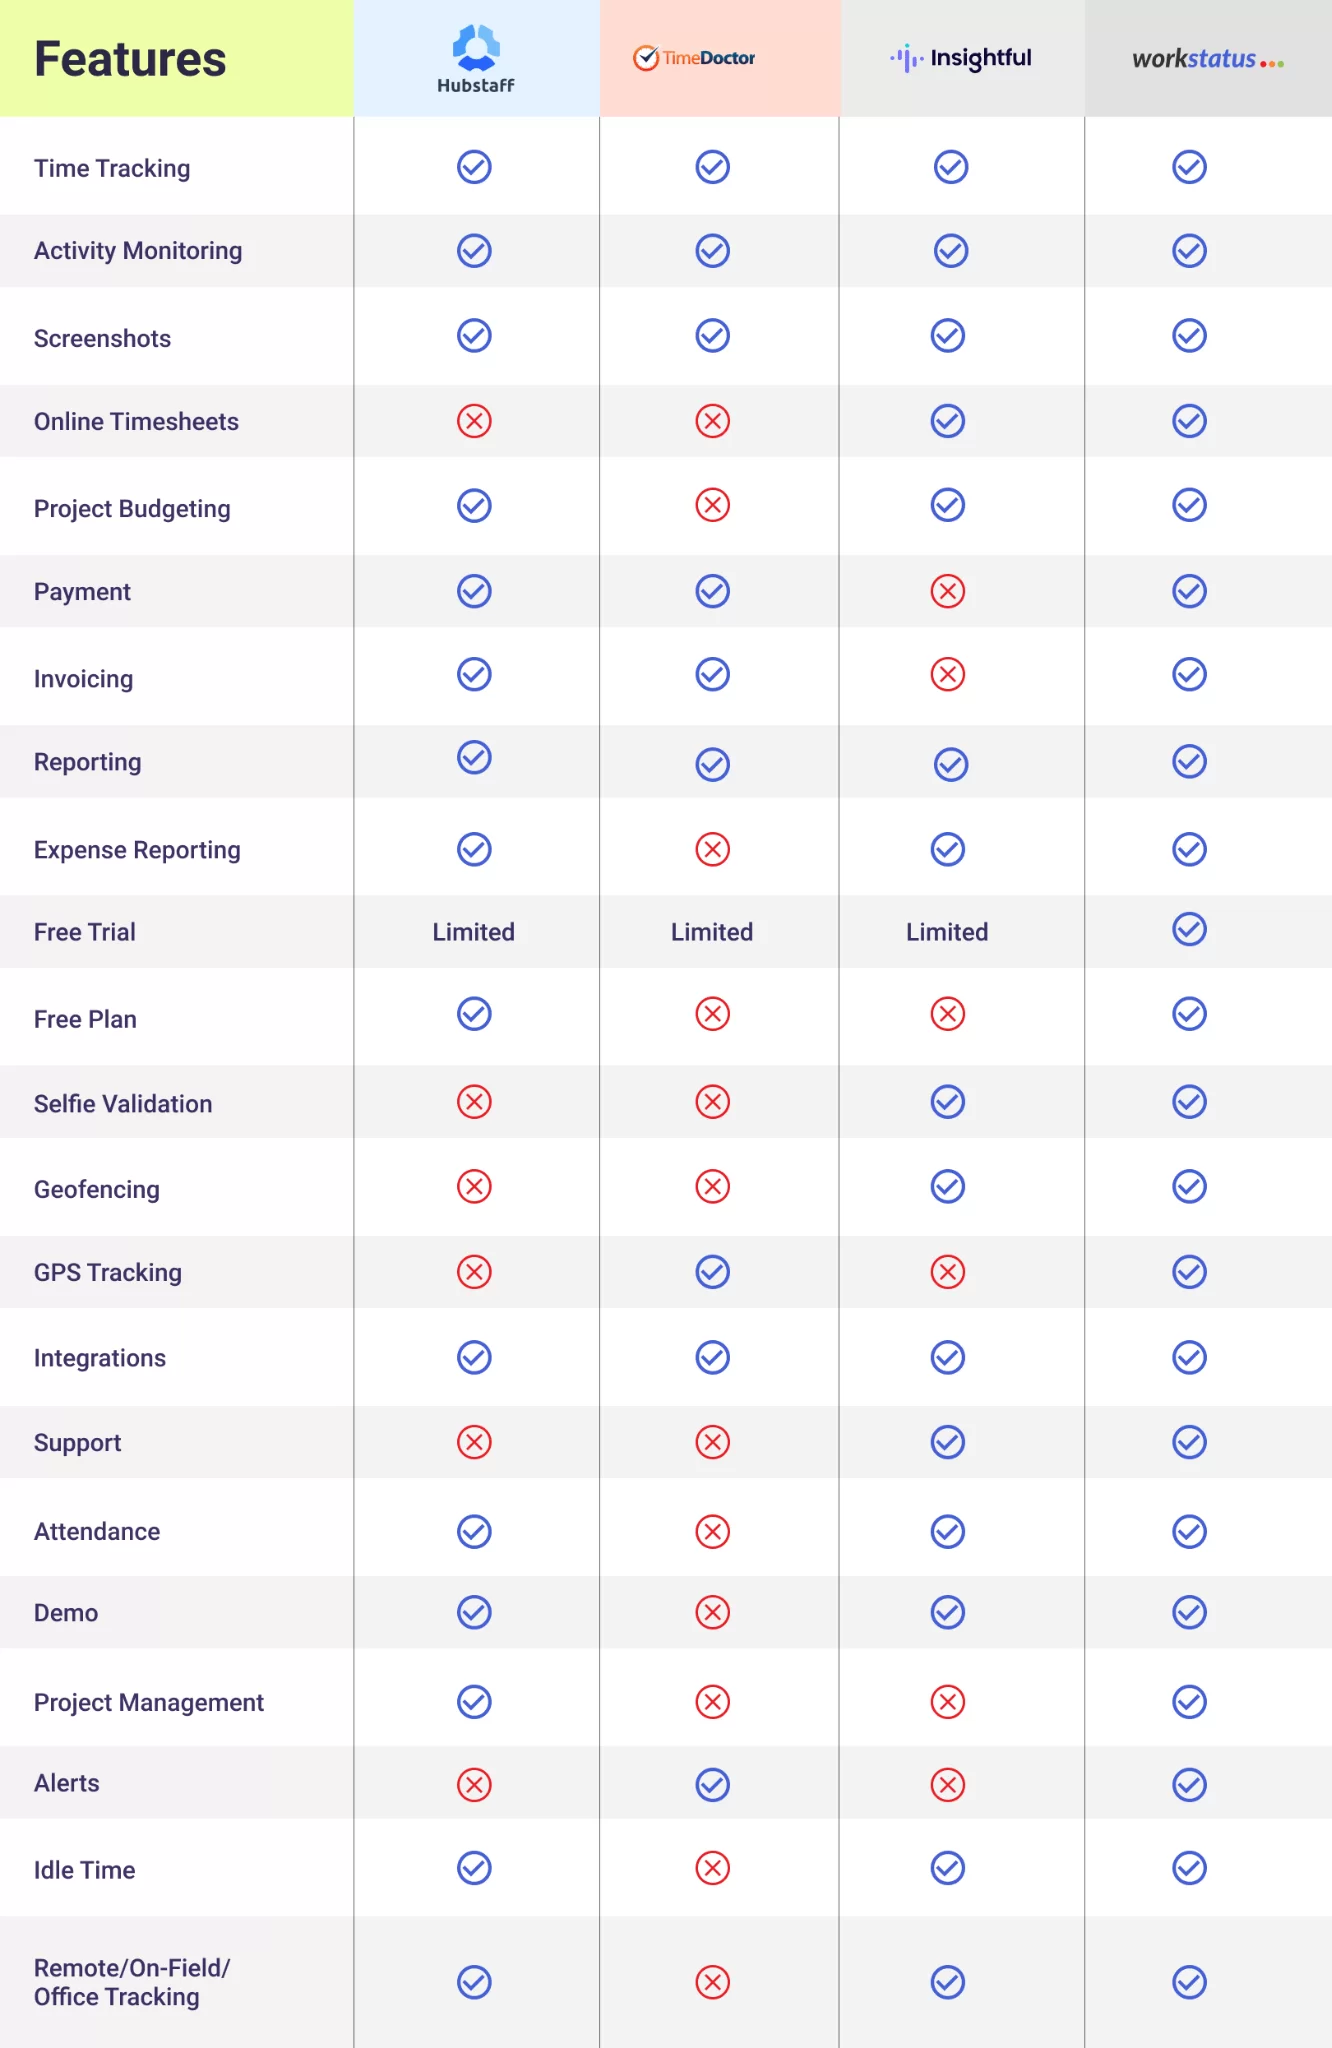 Features
Hubstaff
TimeDoctor
Insightful
workstatus
Time Tracking
Activity Monitoring
Screenshots
Online Timesheets
Project Budgeting
Payment
Invoicing
Reporting
Expense Reporting
Free Trial
Limited
Limited
Limited
Free Plan
Selfie Validation
Geofencing
GPS Tracking
Integrations
Support
Attendance
Demo
Project Management
Alerts
Idle Time
Remote/On-Field/
Office Tracking